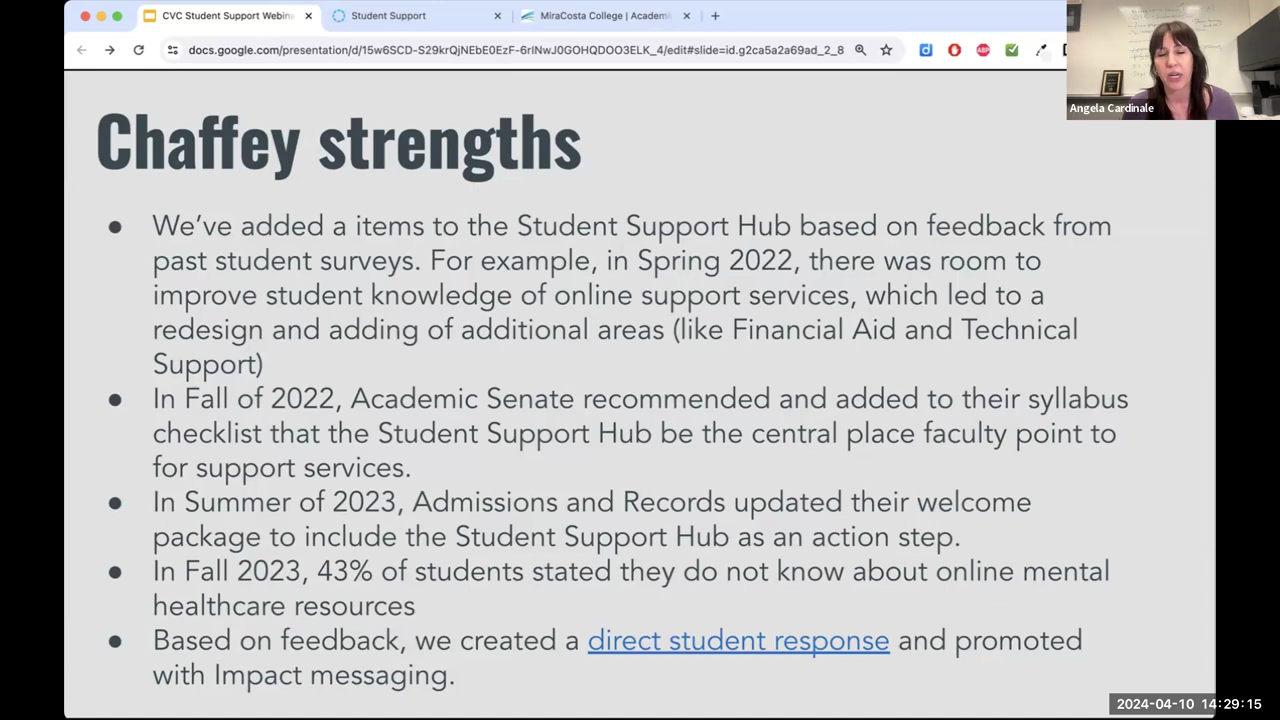 CVC Student Support Webina
Student Support
MiraCosta College | Academi
docs.google.com/presentation/d/15w6SCD-S29krQjNEbE0EzF-6rlNwJ0GOHQDOO3ELK_4/edit#slide=id.g2ca5a2a69ad_2_8
ABP
Angela Cardinale
Chaffey strengths
● We’ve added a items to the Student Support Hub based on feedback from
past student surveys. For example, in Spring 2022, there was room to
improve student knowledge of online support services, which led to a
redesign and adding of additional areas (like Financial Aid and Technical
Support)
● In Fall of 2022, Academic Senate recommended and added to their syllabus
checklist that the Student Support Hub be the central place faculty point to
for support services.
● In Summer of 2023, Admissions and Records updated their welcome
package to include the Student Support Hub as an action step.
● In Fall 2023, 43% of students stated they do not know about online mental
healthcare resources
● Based on feedback, we created a direct student response and promoted
with Impact messaging.
2024-04-10 14:29:15